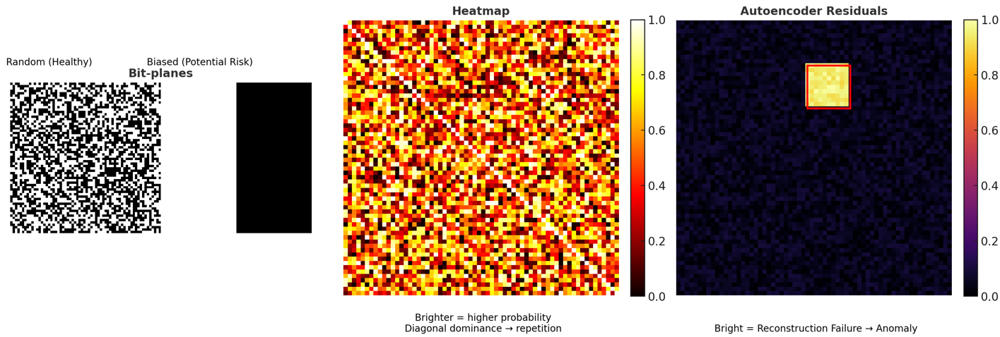 Random (Healthy)
Biased (Potential Risk)
Bit-planes
Heatmap
1.0
0.8
0.6
0.4
0.2
0.0
Brighter = higher probability
Diagonal dominance → repetition
Autoencoder Residuals
1.0
0.8
0.6
0.4
0.2
0.0
Bright = Reconstruction Failure → Anomaly